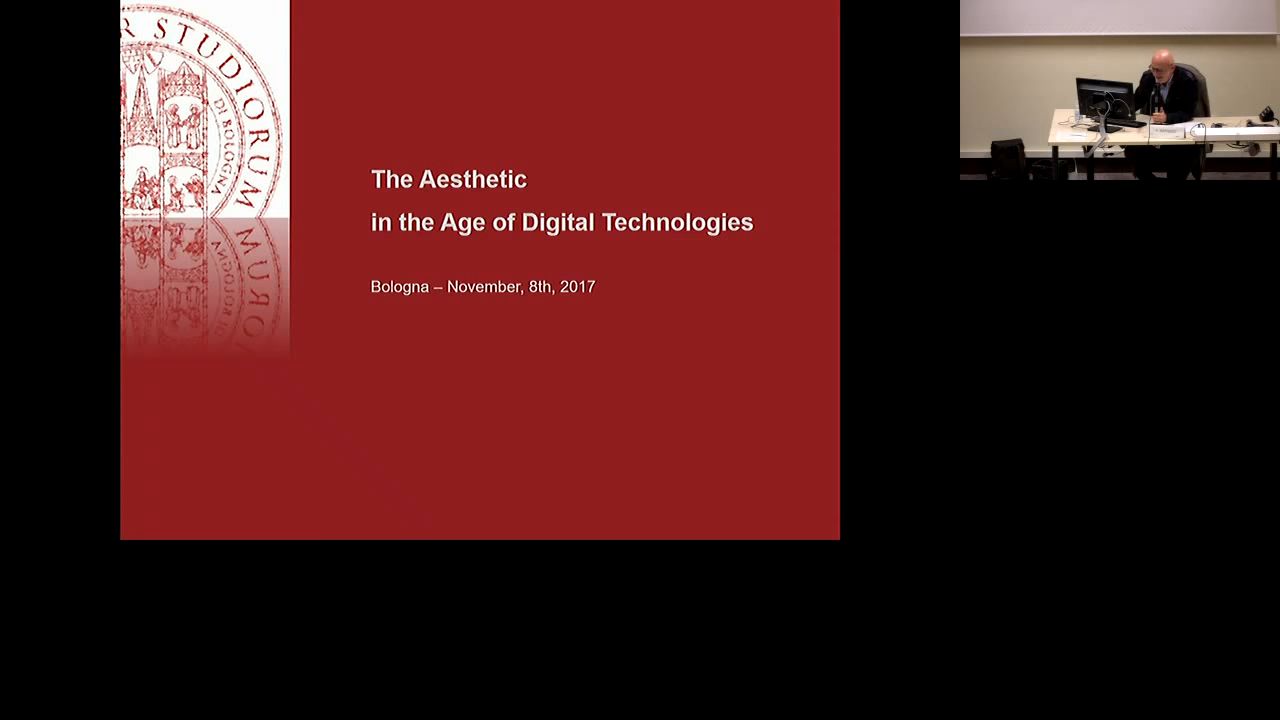 R STUDIORUM
DI BOLOGNA
The Aesthetic
in the Age of Digital Technologies
Bologna – November, 8th, 2017